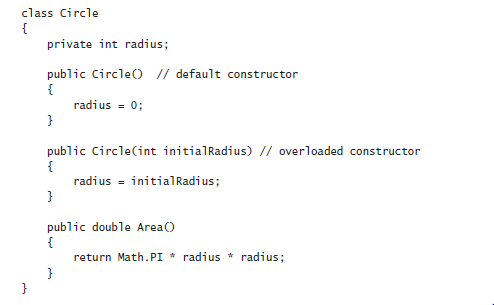 class Circle
{
    private int radius;

    public Circle()  // default constructor
    {
        radius = 0;
    }

    public Circle(int initialRadius) // overloaded constructor
    {
        radius = initialRadius;
    }

    public double Area()
    {
        return Math.PI * radius * radius;
    }
}